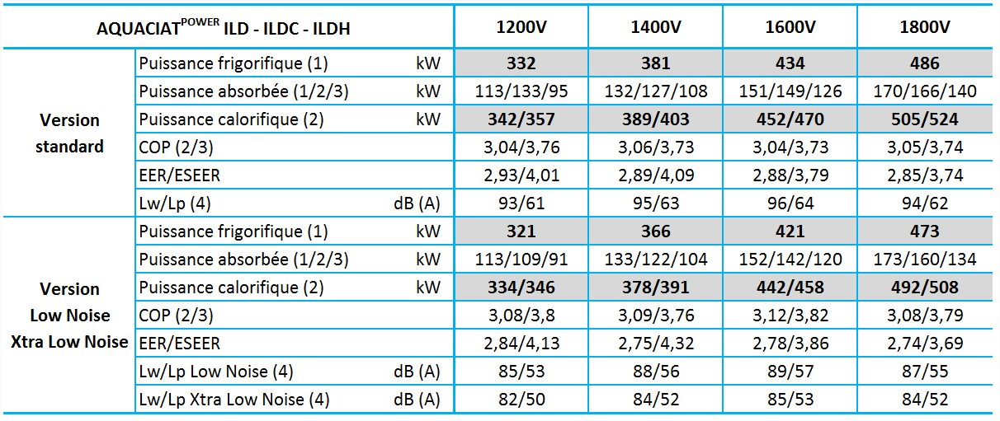 AQUACIATPOWER ILD - ILDC - ILDH 1200V 1400V 1600V 1800V
Version standard
Puissance frigorifique (1) kW 332 381 434 486
Puissance absorbée (1/2/3) kW 113/133/95 132/127/108 151/149/126 170/166/140
Puissance calorifique (2) kW 342/357 389/403 452/470 505/524
COP (2/3) 3,04/3,76 3,06/3,73 3,04/3,73 3,05/3,74
EER/ESEER 2,93/4,01 2,89/4,09 2,88/3,79 2,85/3,74
Lw/Lp (4) dB (A) 93/61 95/63 96/64 94/62
Version Low Noise Xtra Low Noise
Puissance frigorifique (1) kW 321 366 421 473
Puissance absorbée (1/2/3) kW 113/109/91 133/122/104 152/142/120 173/160/134
Puissance calorifique (2) kW 334/346 378/391 442/458 492/508
COP (2/3) 3,08/3,8 3,09/3,76 3,12/3,82 3,08/3,79
EER/ESEER 2,84/4,13 2,75/4,32 2,78/3,86 2,74/3,69
Lw/Lp Low Noise (4) dB (A) 85/53 88/56 89/57 87/55
Lw/Lp Xtra Low Noise (4) dB (A) 82/50 84/52 85/53 84/52